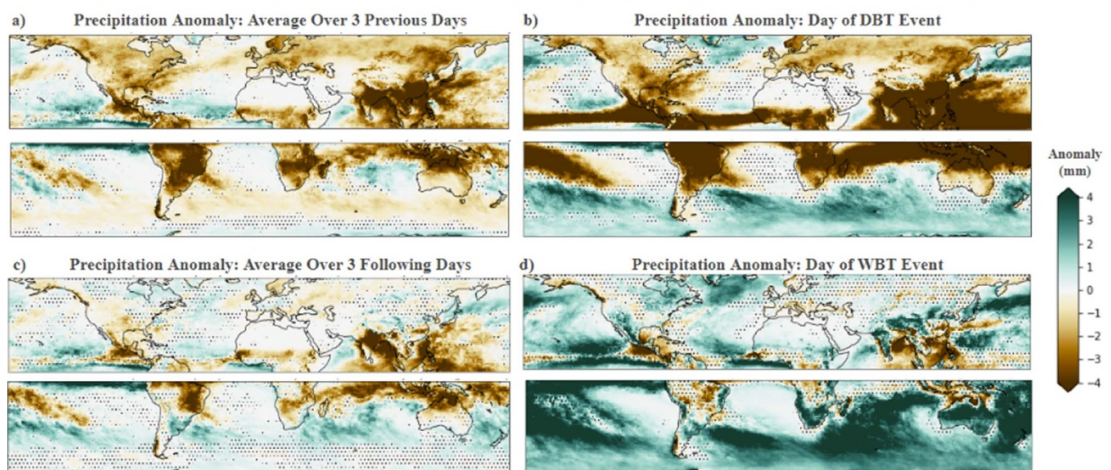 a) Precipitation Anomaly: Average Over 3 Previous Days
b) Precipitation Anomaly: Day of DBT Event
Anomaly
(mm)
4
3
2
1
0
−1
−2
−3
−4
c) Precipitation Anomaly: Average Over 3 Following Days
d) Precipitation Anomaly: Day of WBT Event